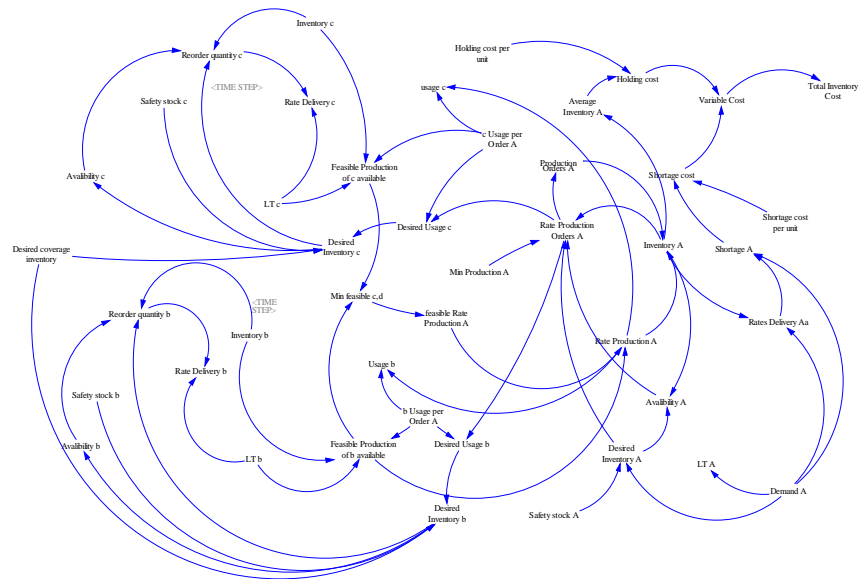 Inventory c
Reorder quantity c
Holding cost per
unit
Holding cost
Total Inventory
Cost
<TIME STEP>
usage c
Safety stock c
Rate Delivery c
Average
Inventory A
Variable Cost
c Usage per
Order A
Avalibility c
Feasible Production
of c available
Production
Orders A
Shortage cost
LT c
Desired Usage c
Rate Production
Orders A
Shortage cost
per unit
Desired coverage
inventory
Desired
Inventory c
Inventory A
Shortage A
Min Production A
Min feasible c,d
<TIME
STEP>
Reorder quantity b
feasible Rate
Production A
Rates Delivery Aa
Inventory b
Rate Production A
Rate Delivery b
Usage b
Safety stock b
Avalibility A
b Usage per
Order A
Avalibility b
Feasible Production
of b available
Desired Usage b
Desired
Inventory A
LT b
LT A
Demand A
Desired
Inventory b
Safety stock A